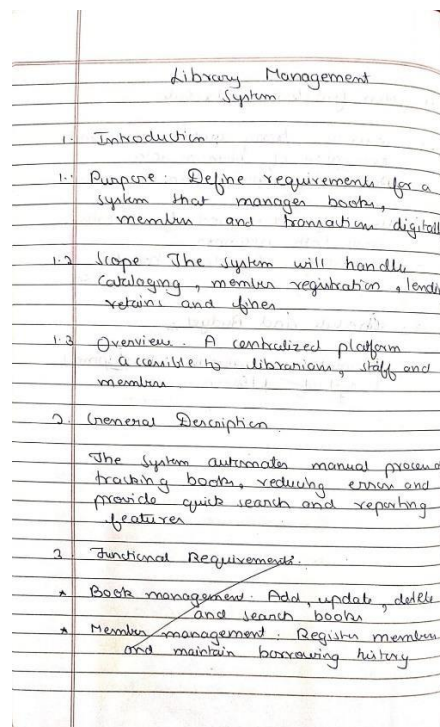 Library Management
System
1. Introduction :
1. Purpose : Define requirements for a
system that manages books,
members and transaction digitall
1.2 Scope The system will handle
Cataloging, member registration, lendin
retains and fines
1.3 Overview. A centralized platform
accessible to librarians, staff and
members
2. General Description.
The system automates manual process o
tracking books, reducing errors and
provide quick search and reporting
features
3. Functional Requirements.
* Book management. Add, update, delete
and search books
* Member management. Register members
and maintain borrowing history